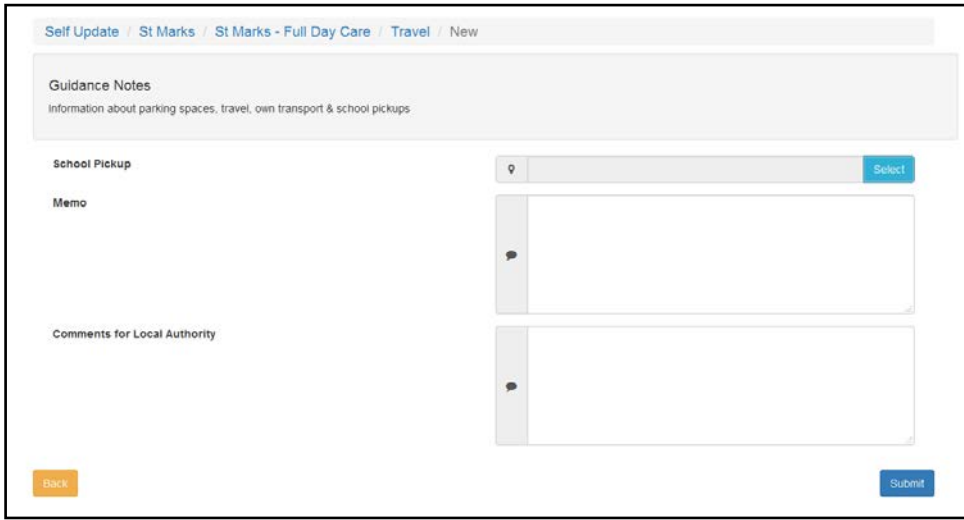 Self Update / St Marks / St Marks - Full Day Care / Travel / New
Guidance Notes
Information about parking spaces, travel, own transport & school pickups
School Pickup
Select
Memo
Comments for Local Authority
Back
Submit